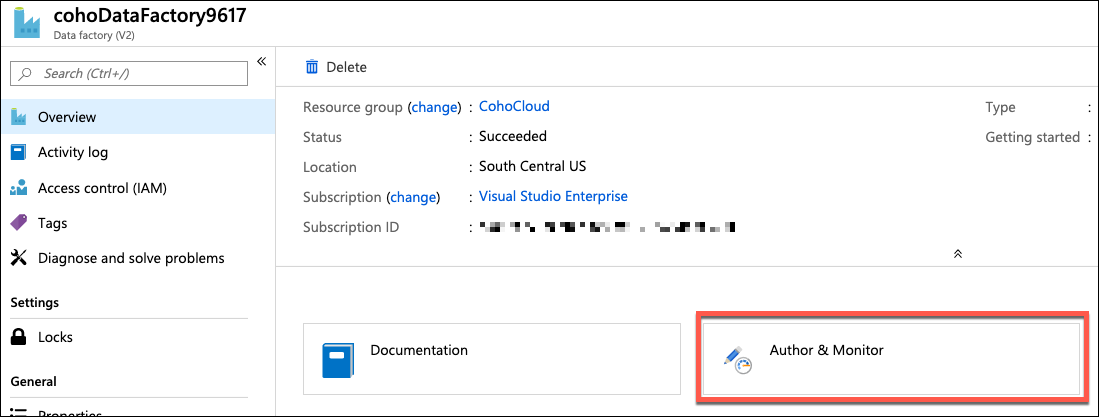 cohoDataFactory9617
Data factory (V2)
Search (Ctrl+/)
«
Overview
Activity log
Access control (IAM)
Tags
Diagnose and solve problems
Settings
Locks
General
Properties
Delete
Resource group (change) : CohoCloud
Status : Succeeded
Location : South Central US
Subscription (change) : Visual Studio Enterprise
Subscription ID :
Type :
Getting started :
Documentation
Author & Monitor